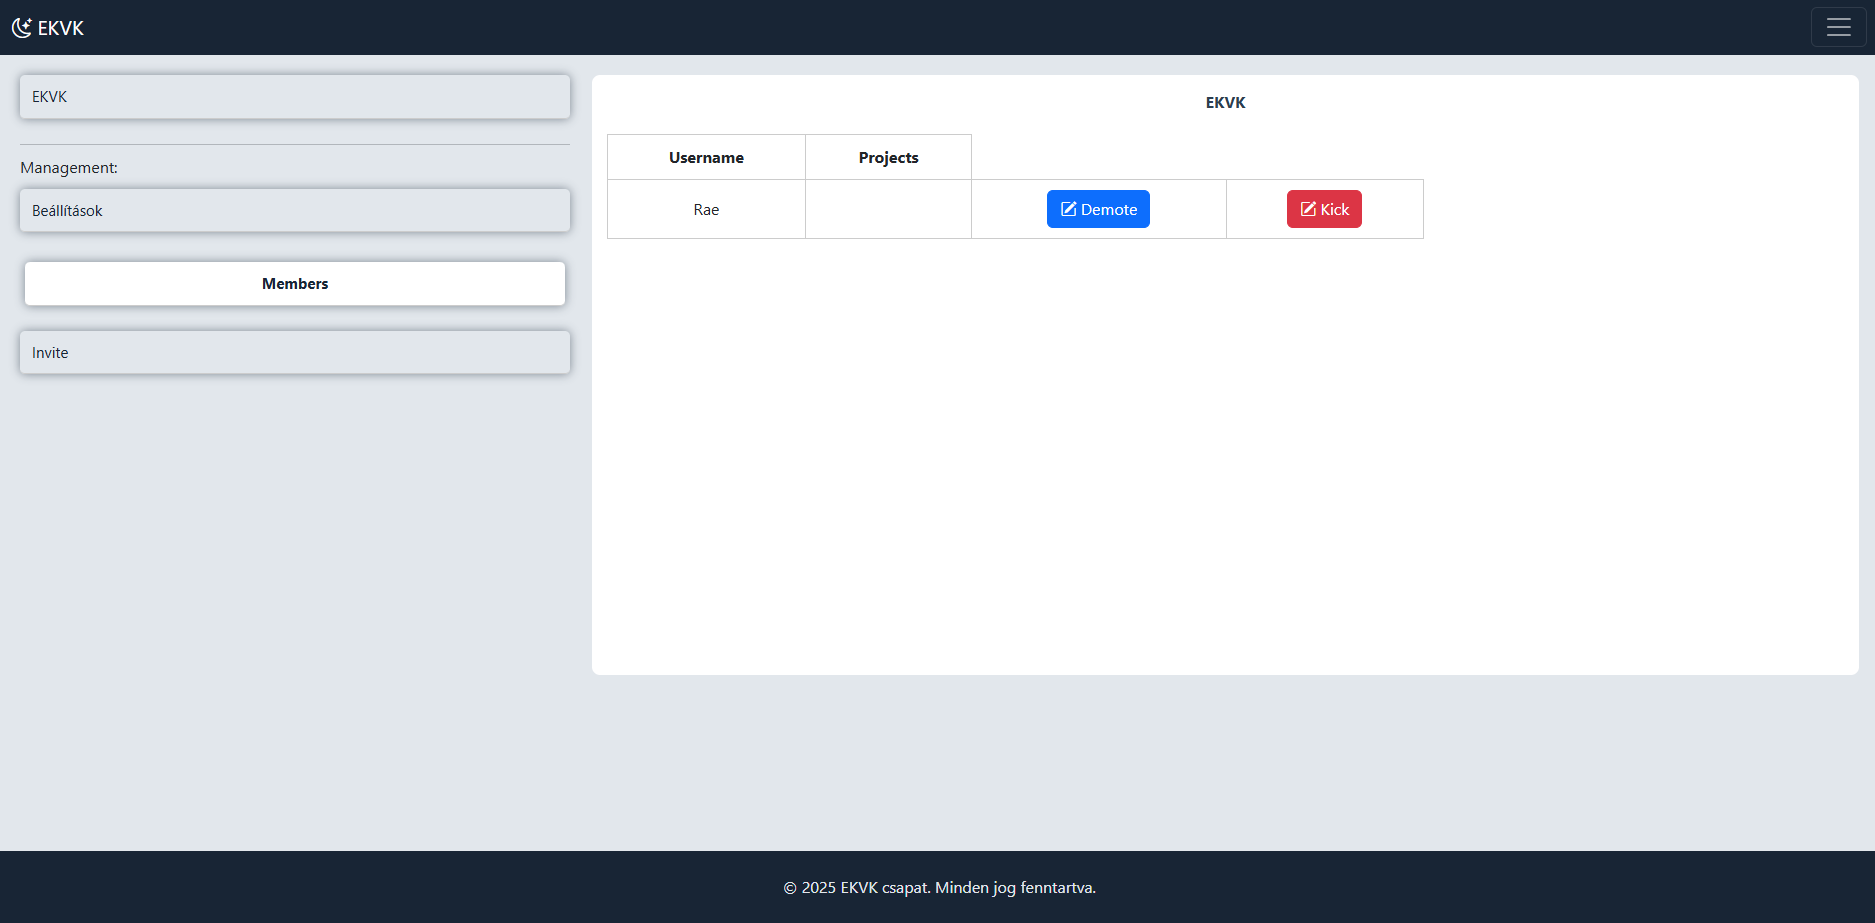 EKVK
EKVK
Management:
Beállítások
Members
Invite
EKVK
Username Projects
Rae Demote Kick
© 2025 EKVK csapat. Minden jog fenntartva.